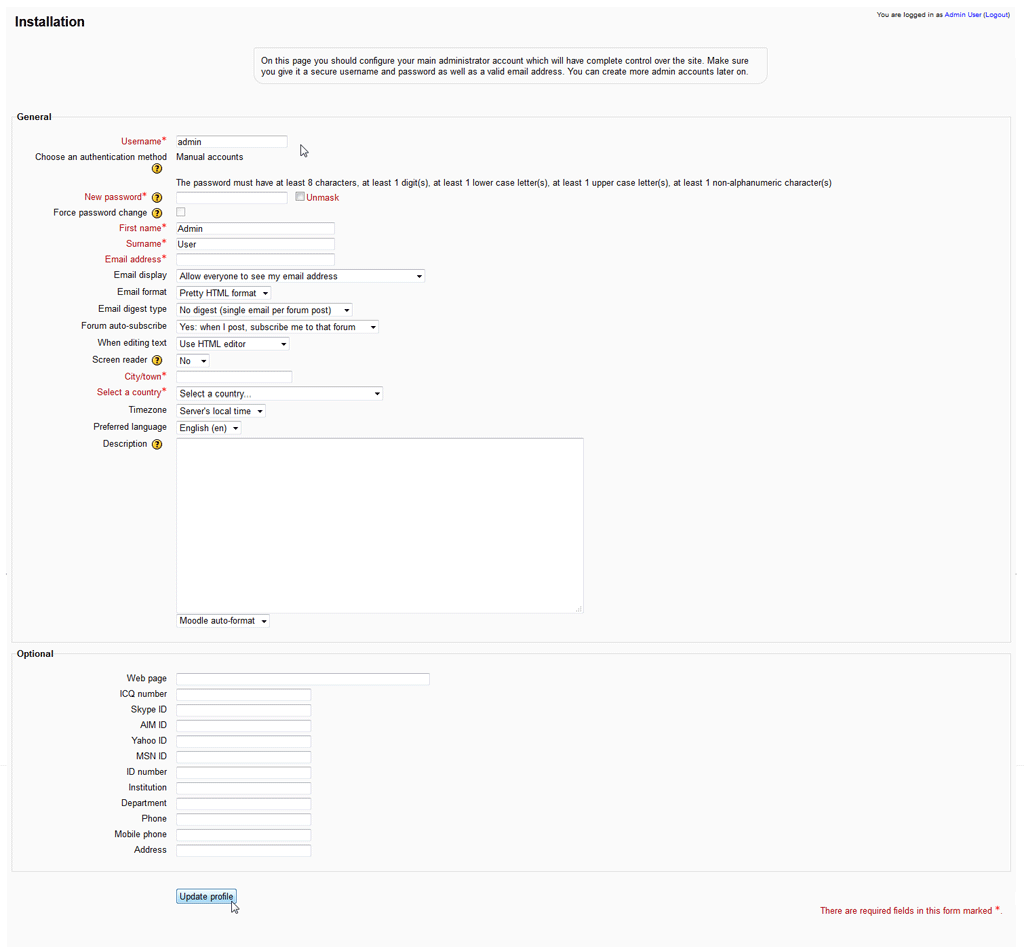 Installation
You are logged in as Admin User (Logout)
On this page you should configure your main administrator account which will have complete control over the site. Make sure
you give it a secure username and password as well as a valid email address. You can create more admin accounts later on.
General
Username* admin
Choose an authentication method Manual accounts
?
The password must have at least 8 characters, at least 1 digit(s), at least 1 lower case letter(s), at least 1 upper case letter(s), at least 1 non-alphanumeric character(s)
New password* ? Unmask
Force password change ?
First name* Admin
Surname* User
Email address*
Email display Allow everyone to see my email address
Email format Pretty HTML format
Email digest type No digest (single email per forum post)
Forum auto-subscribe Yes: when I post, subscribe me to that forum
When editing text Use HTML editor
Screen reader ? No
City/town*
Select a country* Select a country...
Timezone Server's local time
Preferred language English (en)
Description ?
Moodle auto-format
Optional
Web page
ICQ number
Skype ID
AIM ID
Yahoo ID
MSN ID
ID number
Institution
Department
Phone
Mobile phone
Address
Update profile
There are required fields in this form marked *.